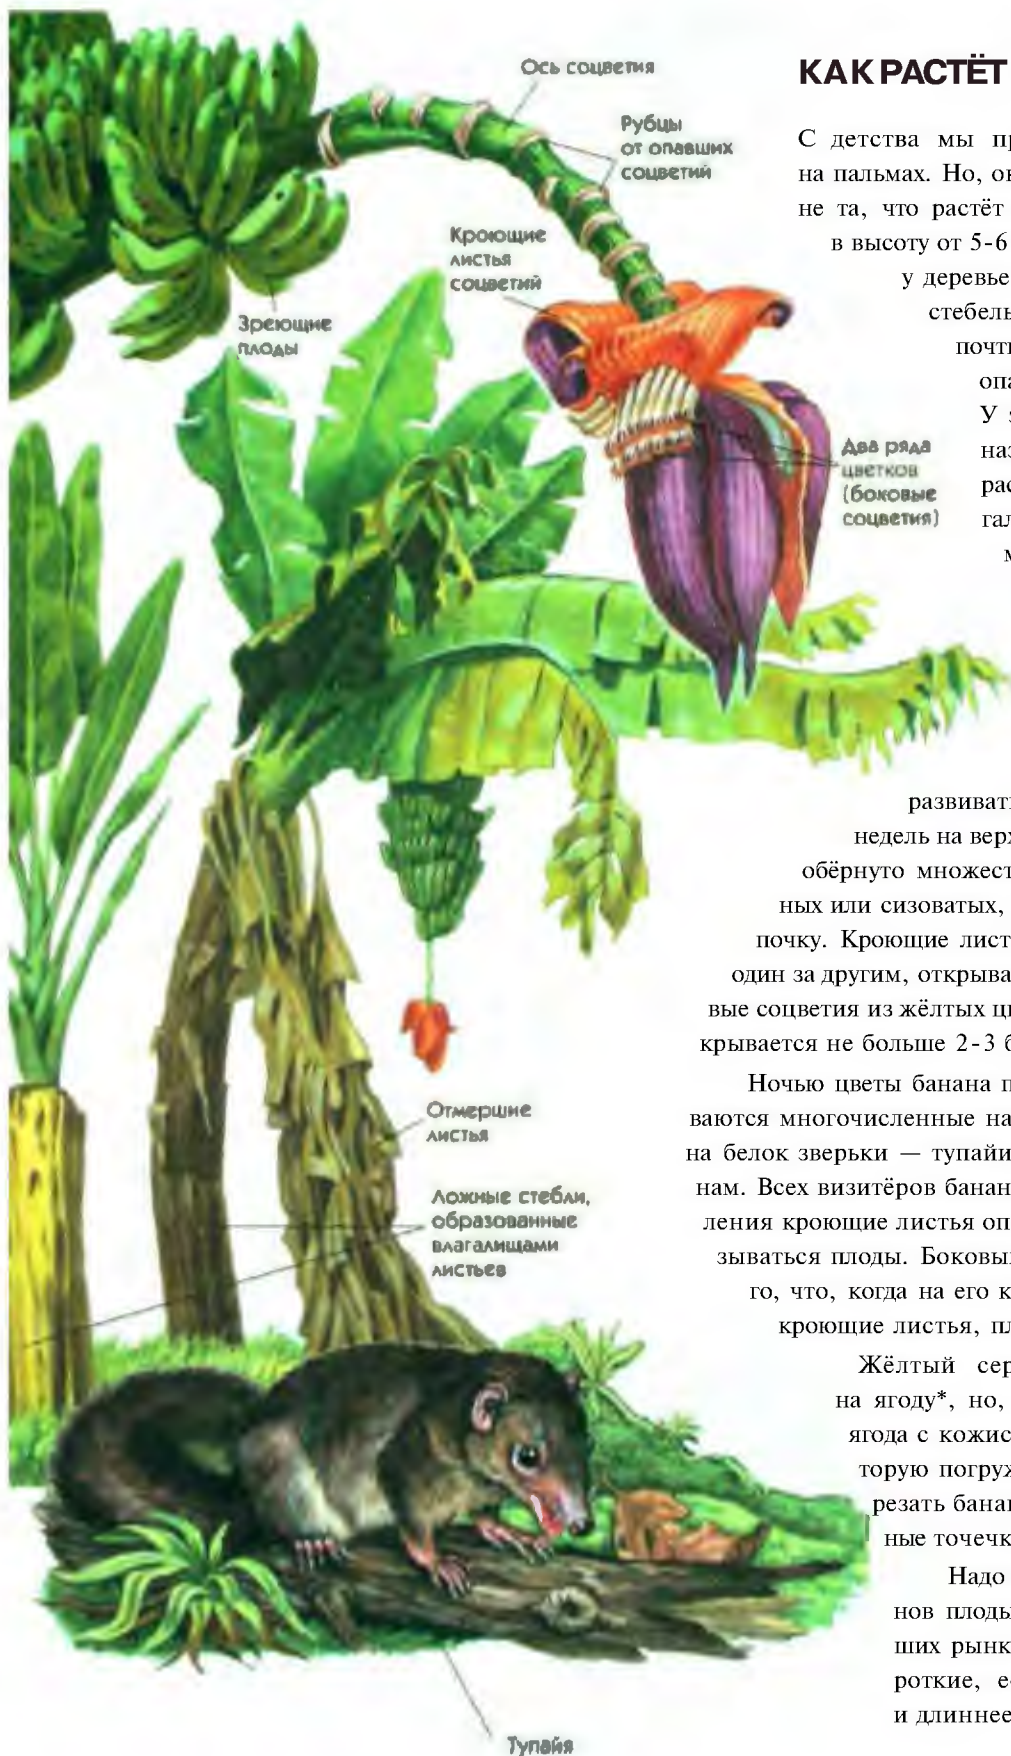 Ось соцветия
Рубцы
от опавших
соцветий
Кроющие
листья
соцветий
Зреющие
плоды
Два ряда
цветков
(боковые
соцветия)
Отмершие
листья
Ложные стебли,
образованные
влагалищами
листьев
Тупайя
КАК РАСТЁТ
С детства мы пр
на пальмах. Но, ок
не та, что растёт
в высоту от 5-6
у деревье
стебель
почти
опа
У з
наз
рас
гал
м
развиват
недель на верх
обёрнуто множест
ных или сизоватых,
почку. Кроющие лист
один за другим, открыва
вые соцветия из жёлтых ц
крывается не больше 2-3 б
Ночью цветы банана п
ваются многочисленные на
на белок зверьки — тупайи
нам. Всех визитёров банан
ления кроющие листья оп
зываться плоды. Боковы
го, что, когда на его к
кроющие листья, пл
Жёлтый сер
на ягоду*, но,
ягода с кожис
торую погруж
резать бана
ные точечк
Надо
нов плоды
ших рынк
роткие, е
и длиннее